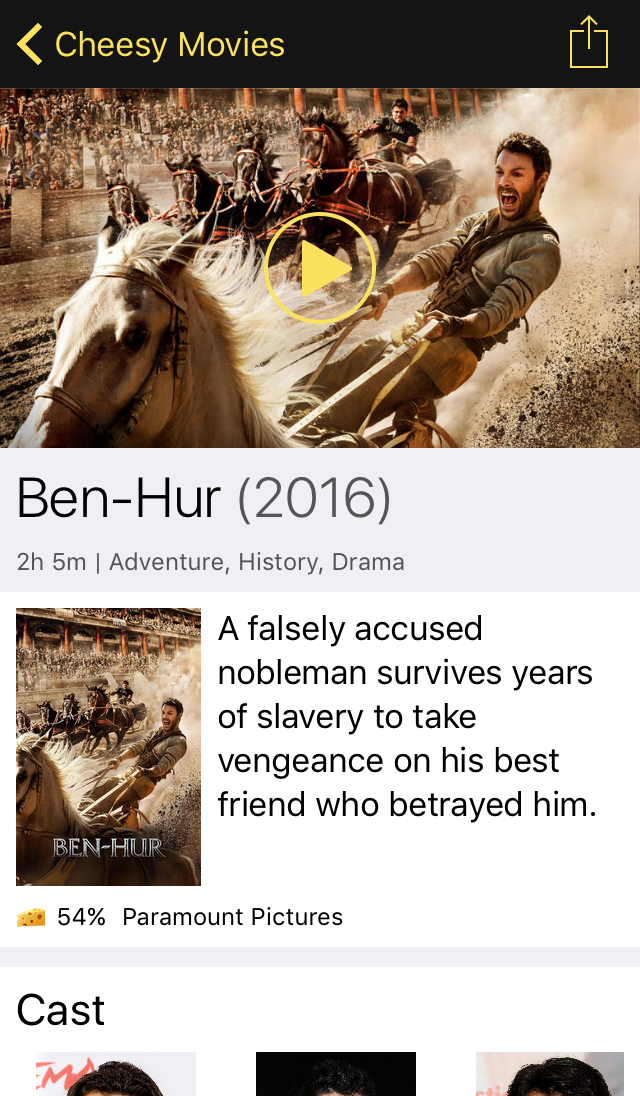 Cheesy Movies
Ben-Hur (2016)
2h 5m | Adventure, History, Drama
A falsely accused
nobleman survives years
of slavery to take
vengeance on his best
friend who betrayed him.
BEN-HUR
54% Paramount Pictures
Cast